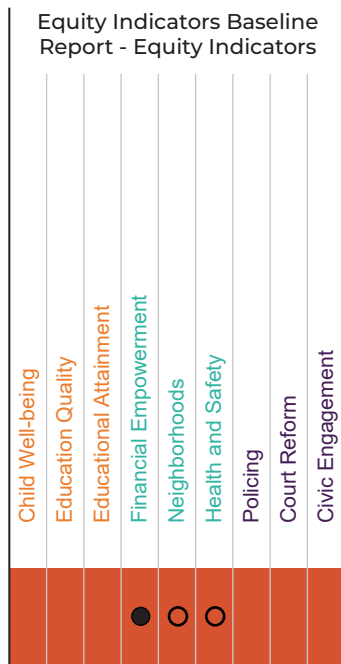 Equity Indicators Baseline
Report - Equity Indicators
Child Well-being
Education Quality
Educational Attainment
Financial Empowerment
Neighborhoods
Health and Safety
Policing
Court Reform
Civic Engagement